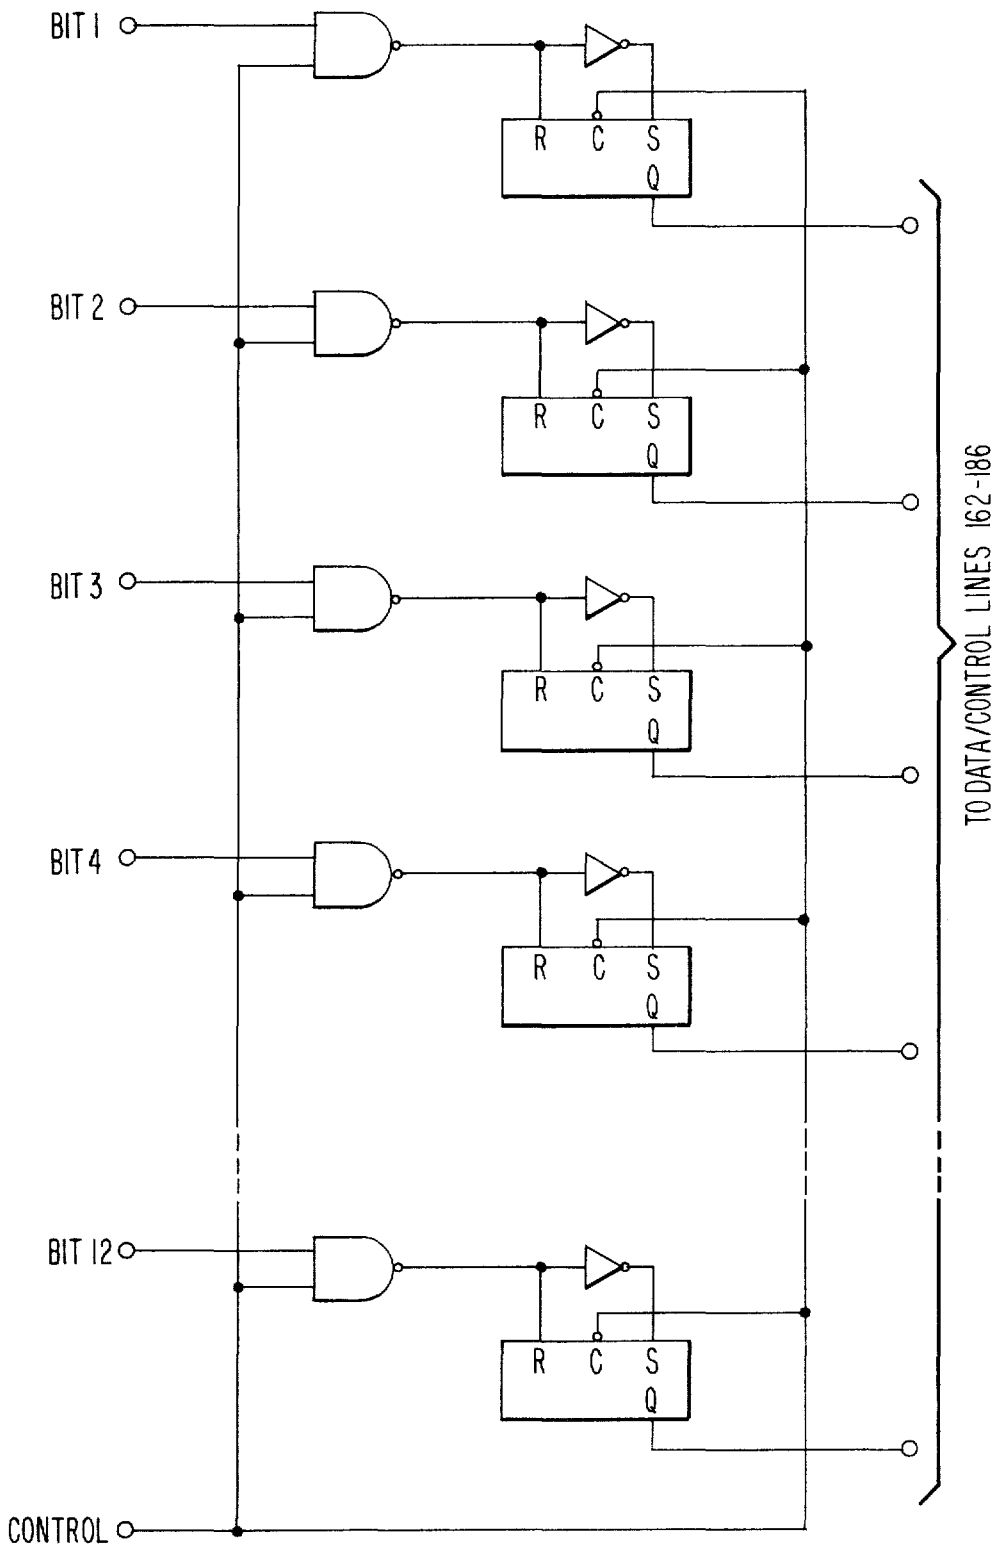 BIT 1
R C S
Q
BIT 2
R C S
Q
BIT 3
R C S
Q
BIT 4
R C S
Q
BIT 12
R C S
Q
CONTROL
TO DATA/CONTROL LINES 162-186